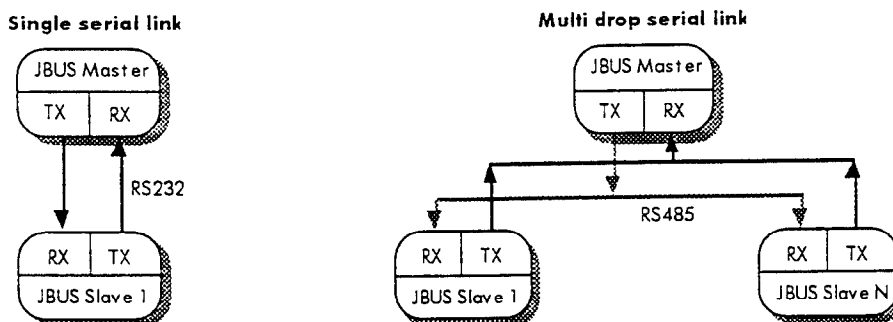 Single serial link
JBUS Master
TX RX
RS232
RX TX
JBUS Slave 1
Multi drop serial link
JBUS Master
TX RX
RS485
RX TX
JBUS Slave 1
RX TX
JBUS Slave N